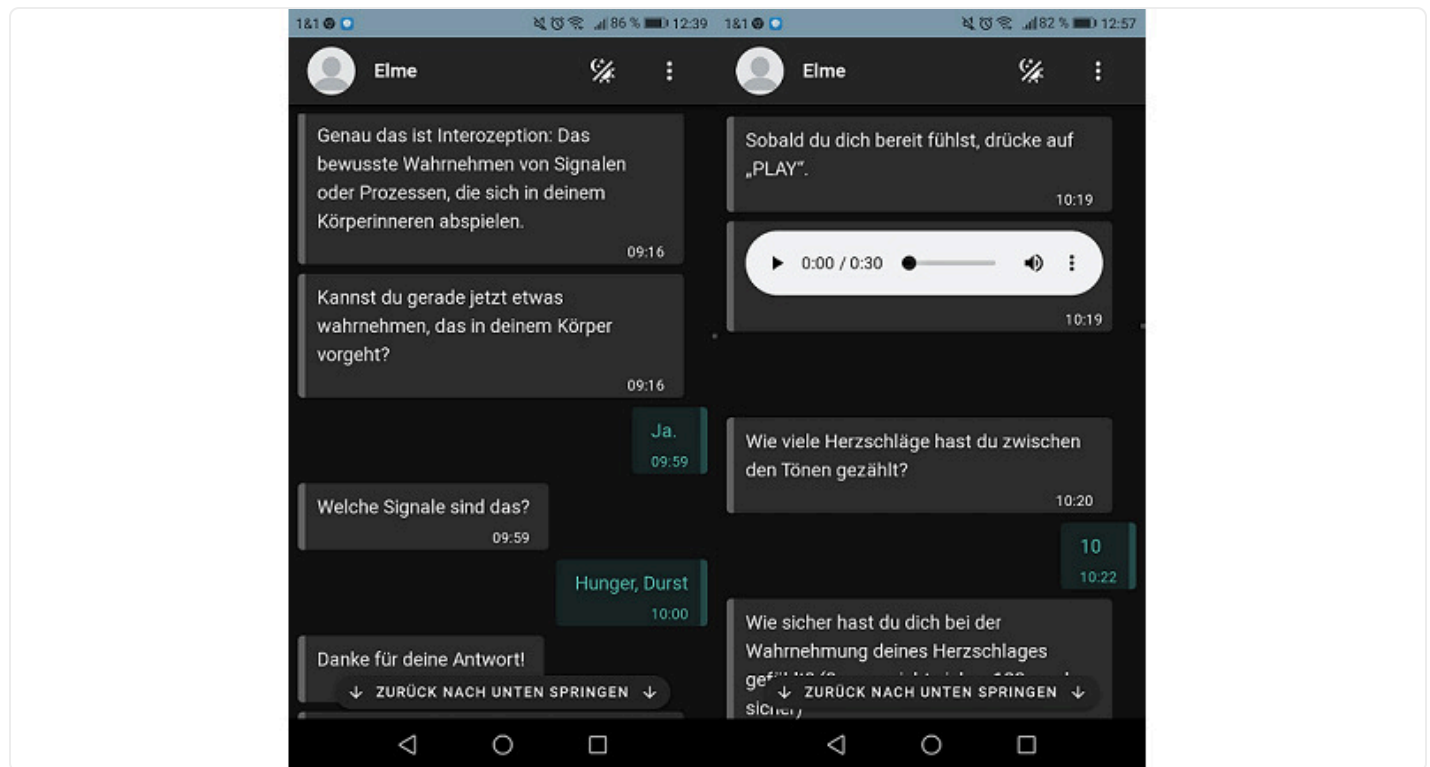 1&1
86 % 12:39
Elme
Genau das ist Interozeption: Das
bewusste Wahrnehmen von Signalen
oder Prozessen, die sich in deinem
Körperinneren abspielen.
09:16
Kannst du gerade jetzt etwas
wahrnehmen, das in deinem Körper
vorgeht?
09:16
Ja.
09:59
Welche Signale sind das?
09:59
Hunger, Durst
10:00
Danke für deine Antwort!
↓ ZURÜCK NACH UNTEN SPRINGEN ↓
1&1
82 % 12:57
Elme
Sobald du dich bereit fühlst, drücke auf
„PLAY“.
10:19
0:00 / 0:30
10:19
Wie viele Herzschläge hast du zwischen
den Tönen gezählt?
10:20
10
10:22
Wie sicher hast du dich bei der
Wahrnehmung deines Herzschlages
↓ ZURÜCK NACH UNTEN SPRINGEN ↓